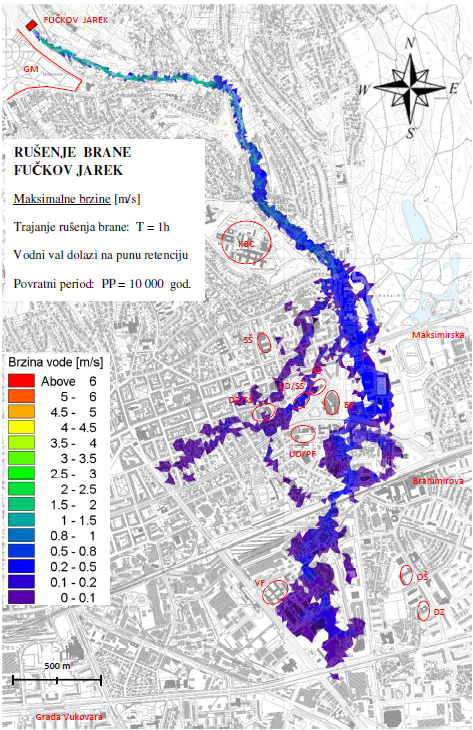 FUČKOV JAREK
GM
N
W
E
S
RUŠENJE BRANE
FUČKOV JAREK
Maksimalne brzine [m/s]
Trajanje rušenja brane: T = 1h
Vodni val dolazi na punu retenciju
Povratni period: PP = 10 000 god.
KBC
Maksimirska
SŠ
Brzina vode [m/s]
Above 6
5 - 6
4.5 - 5
4 - 4.5
3.5 - 4
3 - 3.5
2.5 - 3
2 - 2.5
1.5 - 2
1 - 1.5
0.8 - 1
0.5 - 0.8
0.2 - 0.5
0.1 - 0.2
0 - 0.1
UD/SŠ
UD/PF
Branimirova
VF
OŠ
DZ
500 m
Grada Vukovara